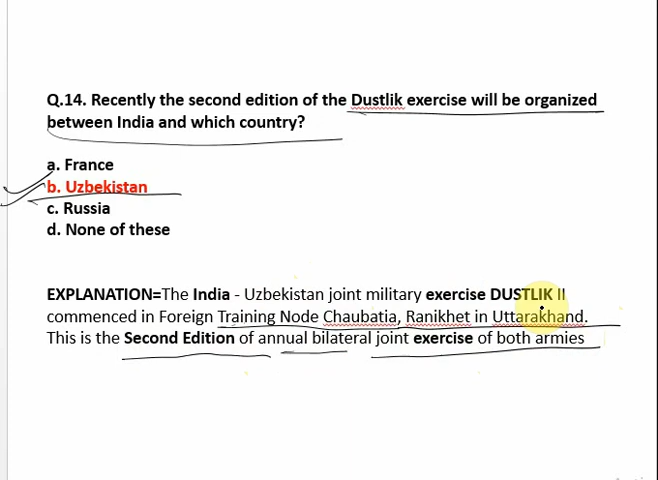 Q.14. Recently the second edition of the Dustlik exercise will be organized
between India and which country?
a. France
b. Uzbekistan
c. Russia
d. None of these
EXPLANATION=The India - Uzbekistan joint military exercise DUSTLIK II
commenced in Foreign Training Node Chaubatia, Ranikhet in Uttarakhand.
This is the Second Edition of annual bilateral joint exercise of both armies